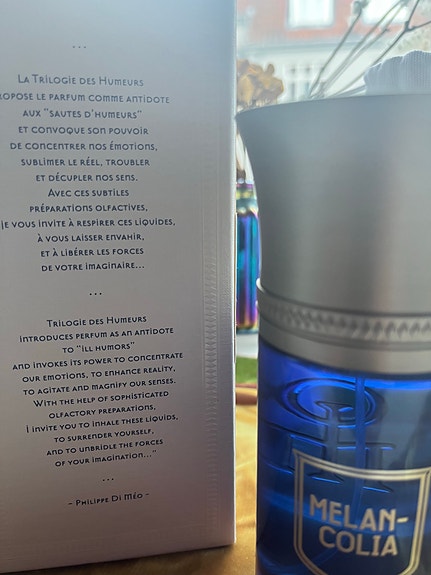 ...
La Trilogie des Humeurs
ropose le parfum comme antidote
aux "sautes d'humeurs"
et convoque son pouvoir
de concentrer nos émotions,
sublimer le réel, troubler
et décupler nos sens.
Avec ces subtiles
préparations olfactives,
je vous invite à respirer ces liquides,
à vous laisser envahir,
et à libérer les forces
de votre imaginaire...
...
Trilogie des Humeurs
introduces perfum as an antidote
to "ill humors"
and invokes its power to concentrate
our emotions, to enhance reality,
to agitate and magnify our senses.
With the help of sophisticated
olfactory preparations,
I invite you to inhale these liquids,
to surrender yourself,
and to unbridle the forces
of your imagination..."
...
- Philippe Di Méo -
MELAN-
COLIA